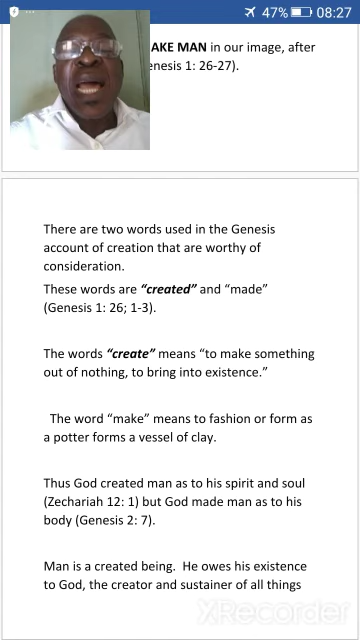 47% 08:27
AKE MAN in our image, after
enesis 1: 26-27).
There are two words used in the Genesis
account of creation that are worthy of
consideration.
These words are “created” and “made”
(Genesis 1: 26; 1-3).
The words “create” means “to make something
out of nothing, to bring into existence.”
The word “make” means to fashion or form as
a potter forms a vessel of clay.
Thus God created man as to his spirit and soul
(Zechariah 12: 1) but God made man as to his
body (Genesis 2: 7).
Man is a created being. He owes his existence
to God, the creator and sustainer of all things
XRecorder